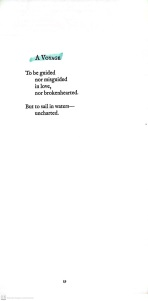 A VOYAGE
To be guided
nor misguided
in love,
nor brokenhearted.
But to sail in waters—
uncharted.